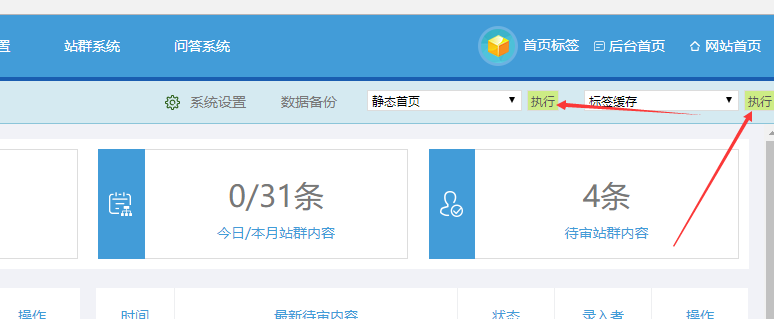 置 站群系统 问答系统 首页标签 后台首页 网站首页
系统设置 数据备份 静态首页 执行 标签缓存 执行
0/31条 4条
今日/本月站群内容 待审站群内容
操作 时间 最新待审内容 状态 录入者 操作